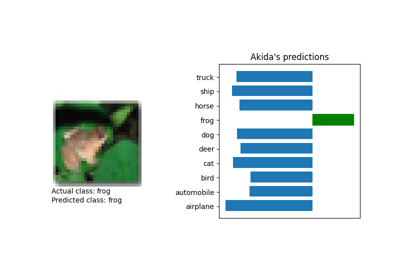 Akida's predictions
truck
ship
horse
frog
dog
deer
cat
bird
automobile
airplane
Actual class: frog
Predicted class: frog